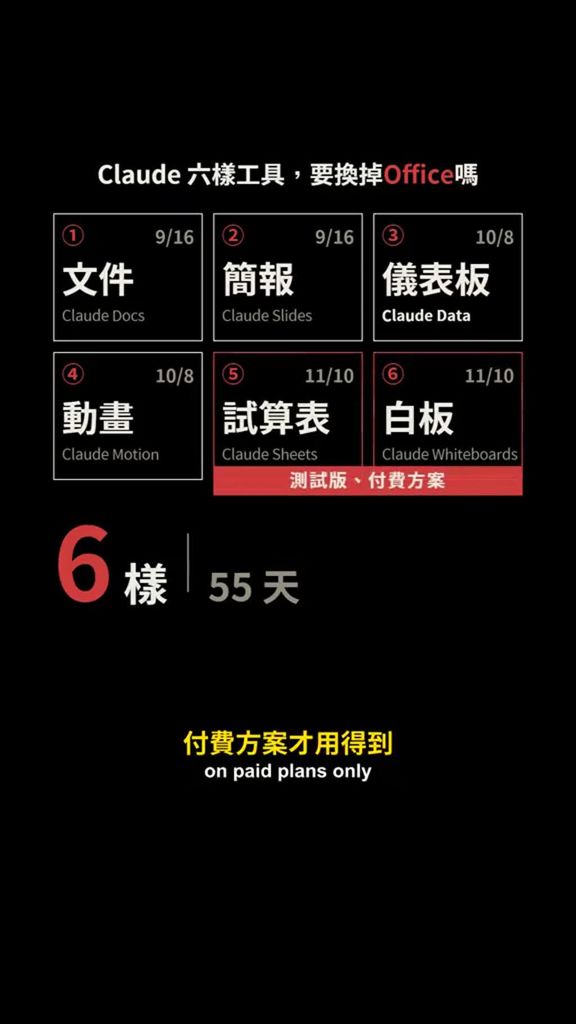 Claude 六樣工具，要換掉Office嗎
① 9/16
文件
Claude Docs
② 9/16
簡報
Claude Slides
③ 10/8
儀表板
Claude Data
④ 10/8
動畫
Claude Motion
⑤ 11/10
試算表
Claude Sheets
⑥ 11/10
白板
Claude Whiteboards
測試版、付費方案
6 樣
55 天
付費方案才用得到
on paid plans only